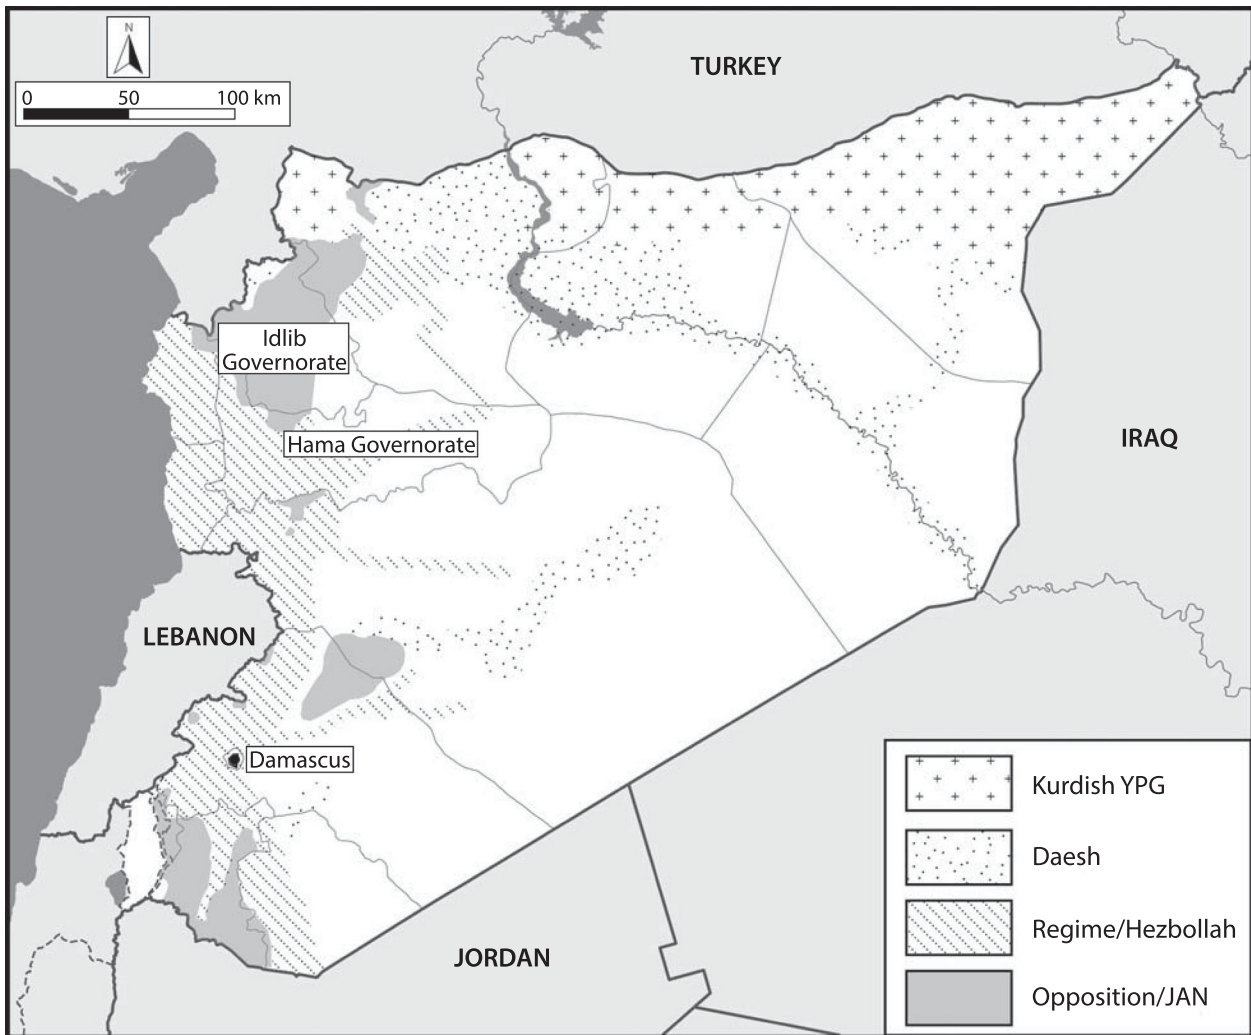 N
0 50 100 km
TURKEY
Idlib
Governorate
IRAQ
Hama Governorate
LEBANON
Damascus
JORDAN
Kurdish YPG
Daesh
Regime/Hezbollah
Opposition/JAN